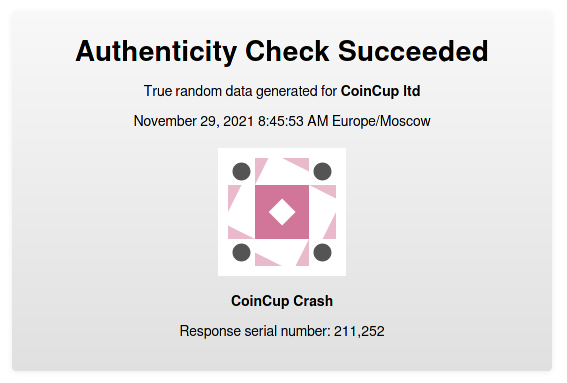 Authenticity Check Succeeded
True random data generated for CoinCup ltd
November 29, 2021 8:45:53 AM Europe/Moscow
CoinCup Crash
Response serial number: 211,252